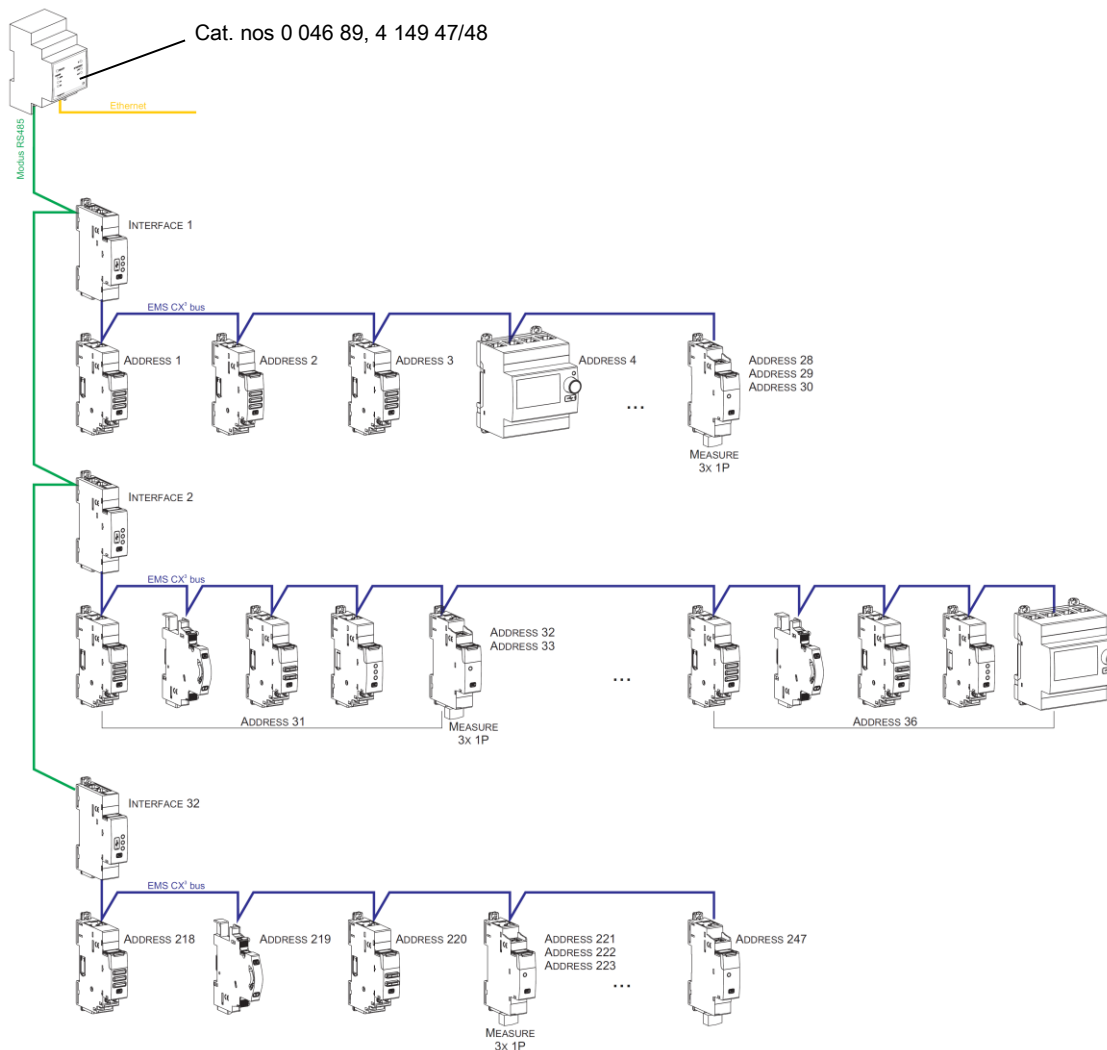 Cat. nos 0 046 89, 4 149 47/48
Ethernet
Modus RS485
INTERFACE 1
EMS CX³ bus
ADDRESS 1
ADDRESS 2
ADDRESS 3
ADDRESS 4
...
ADDRESS 28
ADDRESS 29
ADDRESS 30
MEASURE
3X 1P
INTERFACE 2
EMS CX³ bus
ADDRESS 32
ADDRESS 33
...
ADDRESS 31
MEASURE
3X 1P
ADDRESS 36
INTERFACE 32
EMS CX³ bus
ADDRESS 218
ADDRESS 219
ADDRESS 220
ADDRESS 221
ADDRESS 222
ADDRESS 223
...
ADDRESS 247
MEASURE
3X 1P